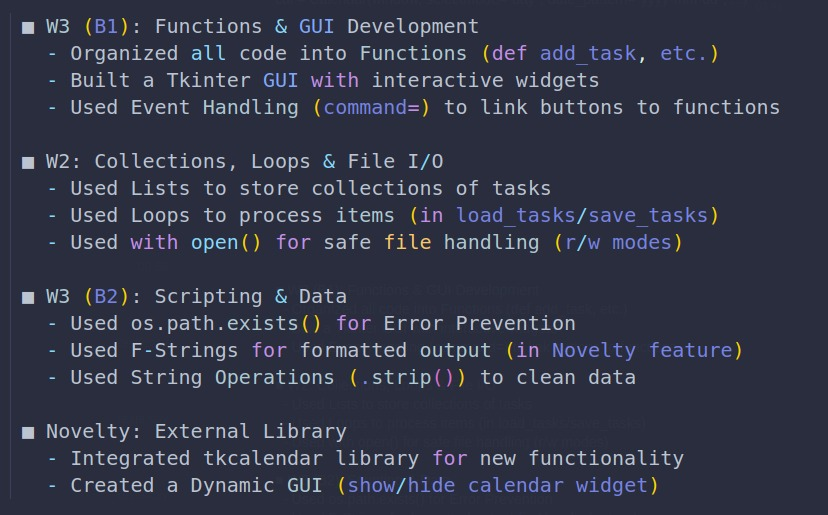 ■ W3 (B1): Functions & GUI Development
- Organized all code into Functions (def add_task, etc.)
- Built a Tkinter GUI with interactive widgets
- Used Event Handling (command=) to link buttons to functions
■ W2: Collections, Loops & File I/O
- Used Lists to store collections of tasks
- Used Loops to process items (in load_tasks/save_tasks)
- Used with open() for safe file handling (r/w modes)
■ W3 (B2): Scripting & Data
- Used os.path.exists() for Error Prevention
- Used F-Strings for formatted output (in Novelty feature)
- Used String Operations (.strip()) to clean data
■ Novelty: External Library
- Integrated tkcalendar library for new functionality
- Created a Dynamic GUI (show/hide calendar widget)